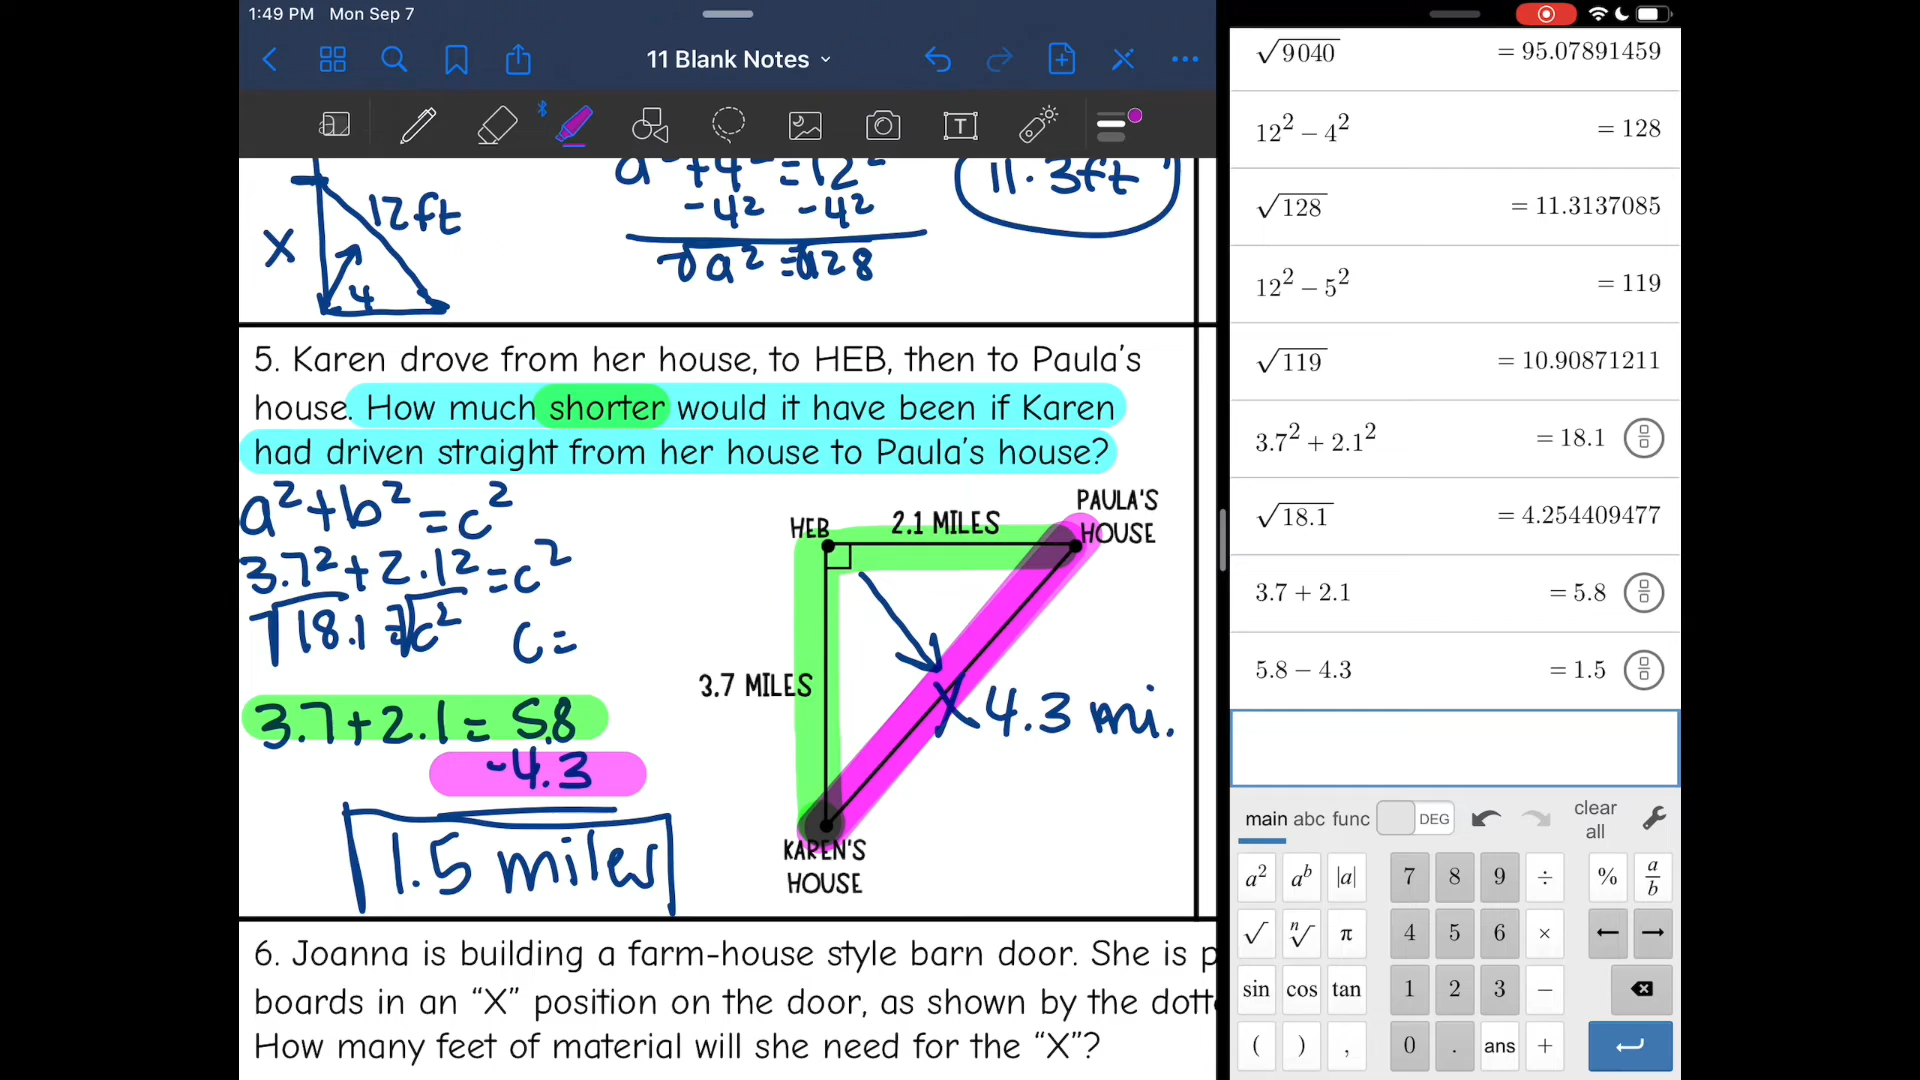 1:49 PM Mon Sep 7
11 Blank Notes
a² + 4² = 12²
-4² -4²
√a² = √128
11.3ft
12ft
X
4
5. Karen drove from her house, to HEB, then to Paula's
house. How much shorter would it have been if Karen
had driven straight from her house to Paula's house?
a² + b² = c²
3.7² + 2.1² = c²
√18.1 = √c² c =
3.7 + 2.1 = 5.8
-4.3
1.5 miles
HEB
2.1 MILES
PAULA'S
HOUSE
3.7 MILES
X 4.3 mi.
KAREN'S
HOUSE
6. Joanna is building a farm-house style barn door. She is p
boards in an “X” position on the door, as shown by the dott
How many feet of material will she need for the “X”?
√9040 = 95.07891459
12² − 4² = 128
√128 = 11.3137085
12² − 5² = 119
√119 = 10.90871211
3.7² + 2.1² = 18.1
√18.1 = 4.254409477
3.7 + 2.1 = 5.8
5.8 − 4.3 = 1.5
main abc func DEG clear
all
a² aᵇ |a| 7 8 9 ÷ % a/b
√ ⁿ√ π 4 5 6 × ← →
sin cos tan 1 2 3 −
( ) , 0 . ans +